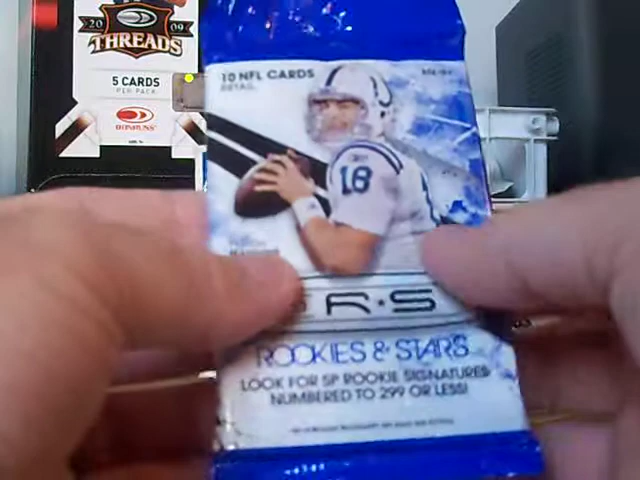 2009
THREADS
5 CARDS
PER PACK
DONRUSS
10 NFL CARDS
RETAIL
18
R·S
ROOKIES & STARS
LOOK FOR SP ROOKIE SIGNATURES
NUMBERED TO 299 OR LESS!